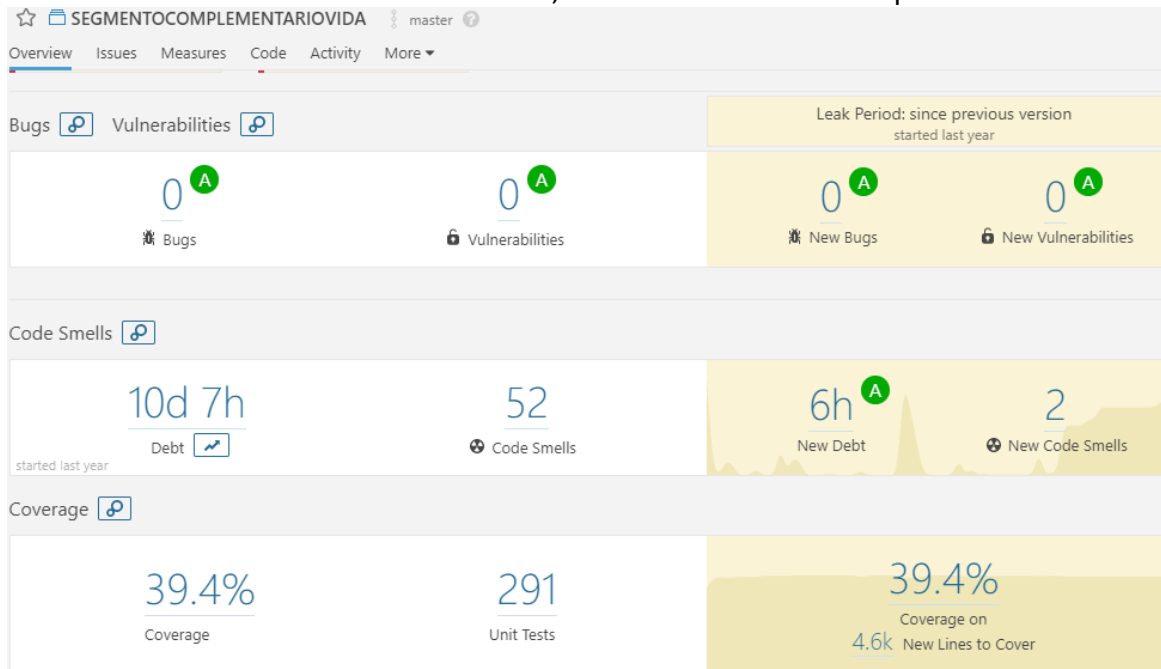 SEGMENTOCOMPLEMENTARIOVIDA master ?
Overview Issues Measures Code Activity More
Bugs Vulnerabilities
Leak Period: since previous version
started last year
0 A 0 A 0 A 0 A
Bugs Vulnerabilities New Bugs New Vulnerabilities
Code Smells
10d 7h 52 6h A 2
Debt Code Smells New Debt New Code Smells
started last year
Coverage
39.4% 291 39.4%
Coverage Unit Tests Coverage on
4.6k New Lines to Cover